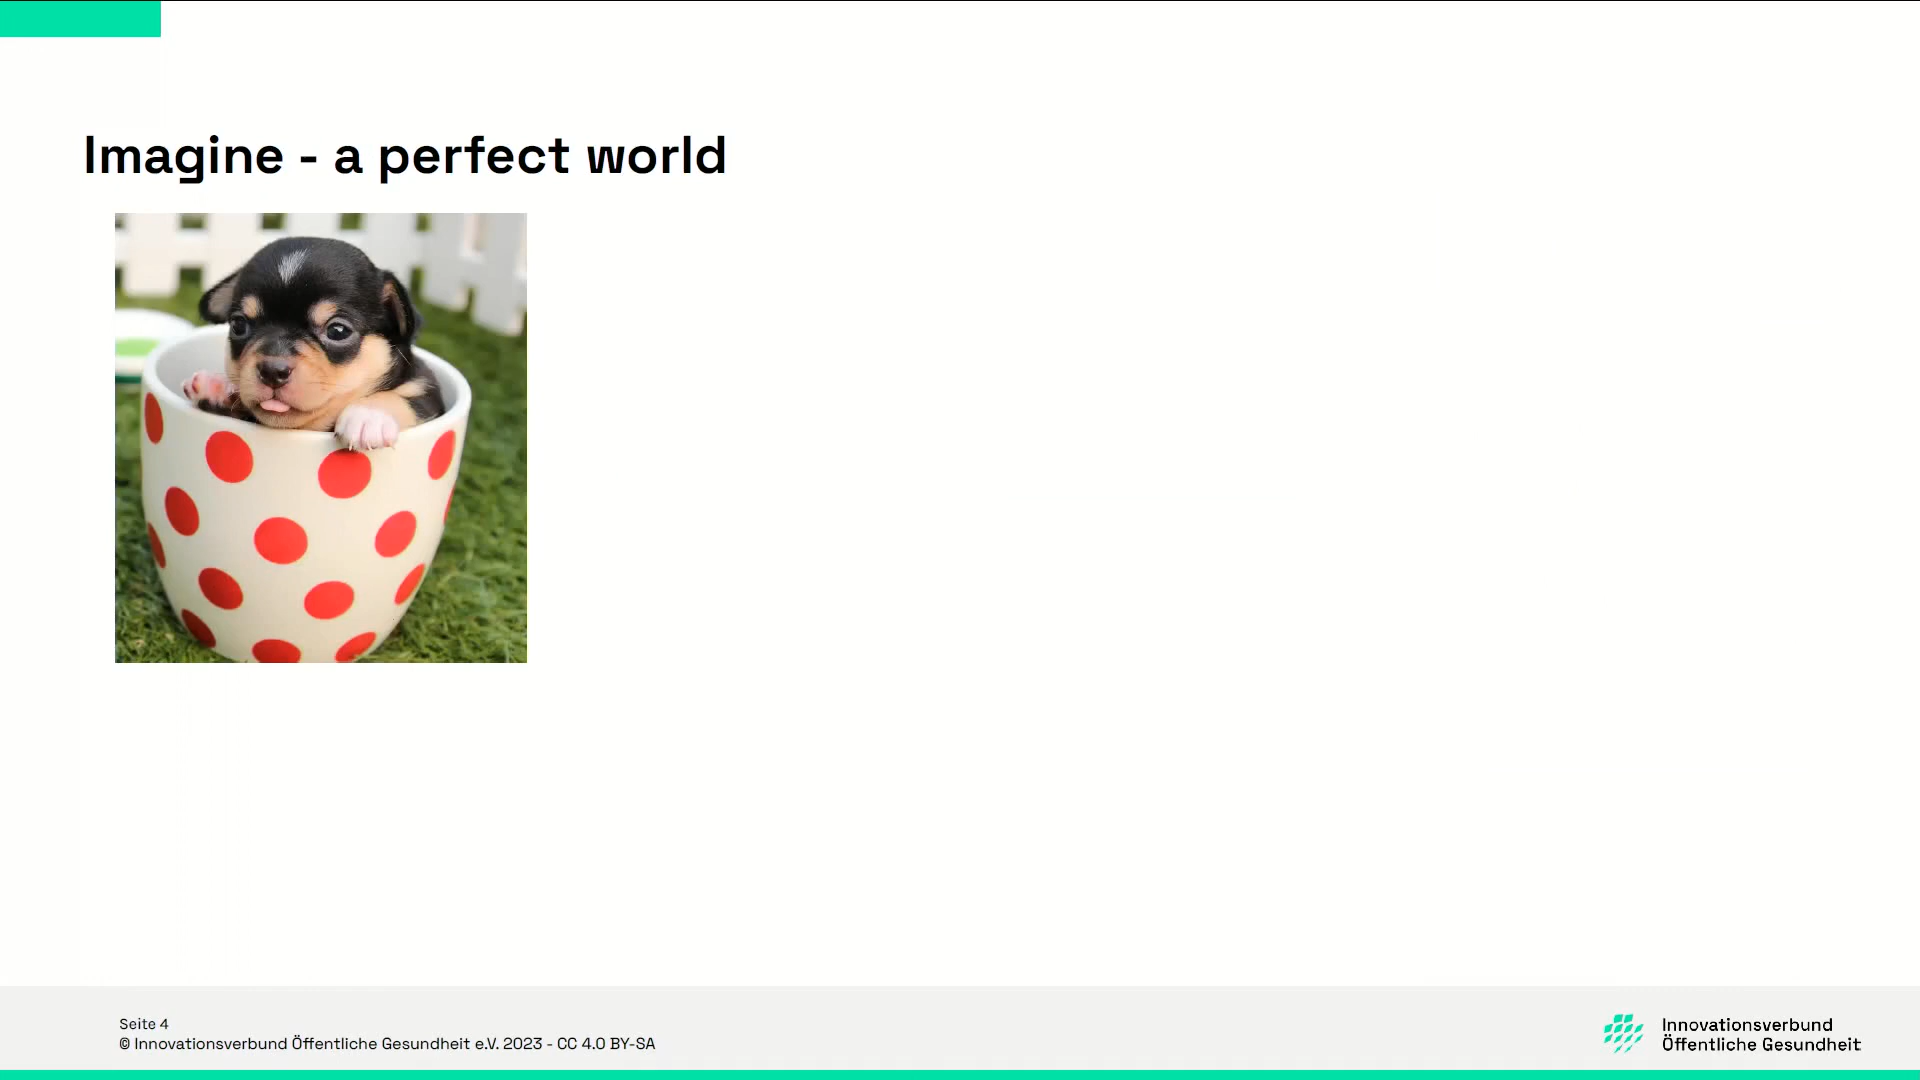 Imagine - a perfect world
Seite 4
© Innovationsverbund Öffentliche Gesundheit e.V. 2023 - CC 4.0 BY-SA
Innovationsverbund
Öffentliche Gesundheit